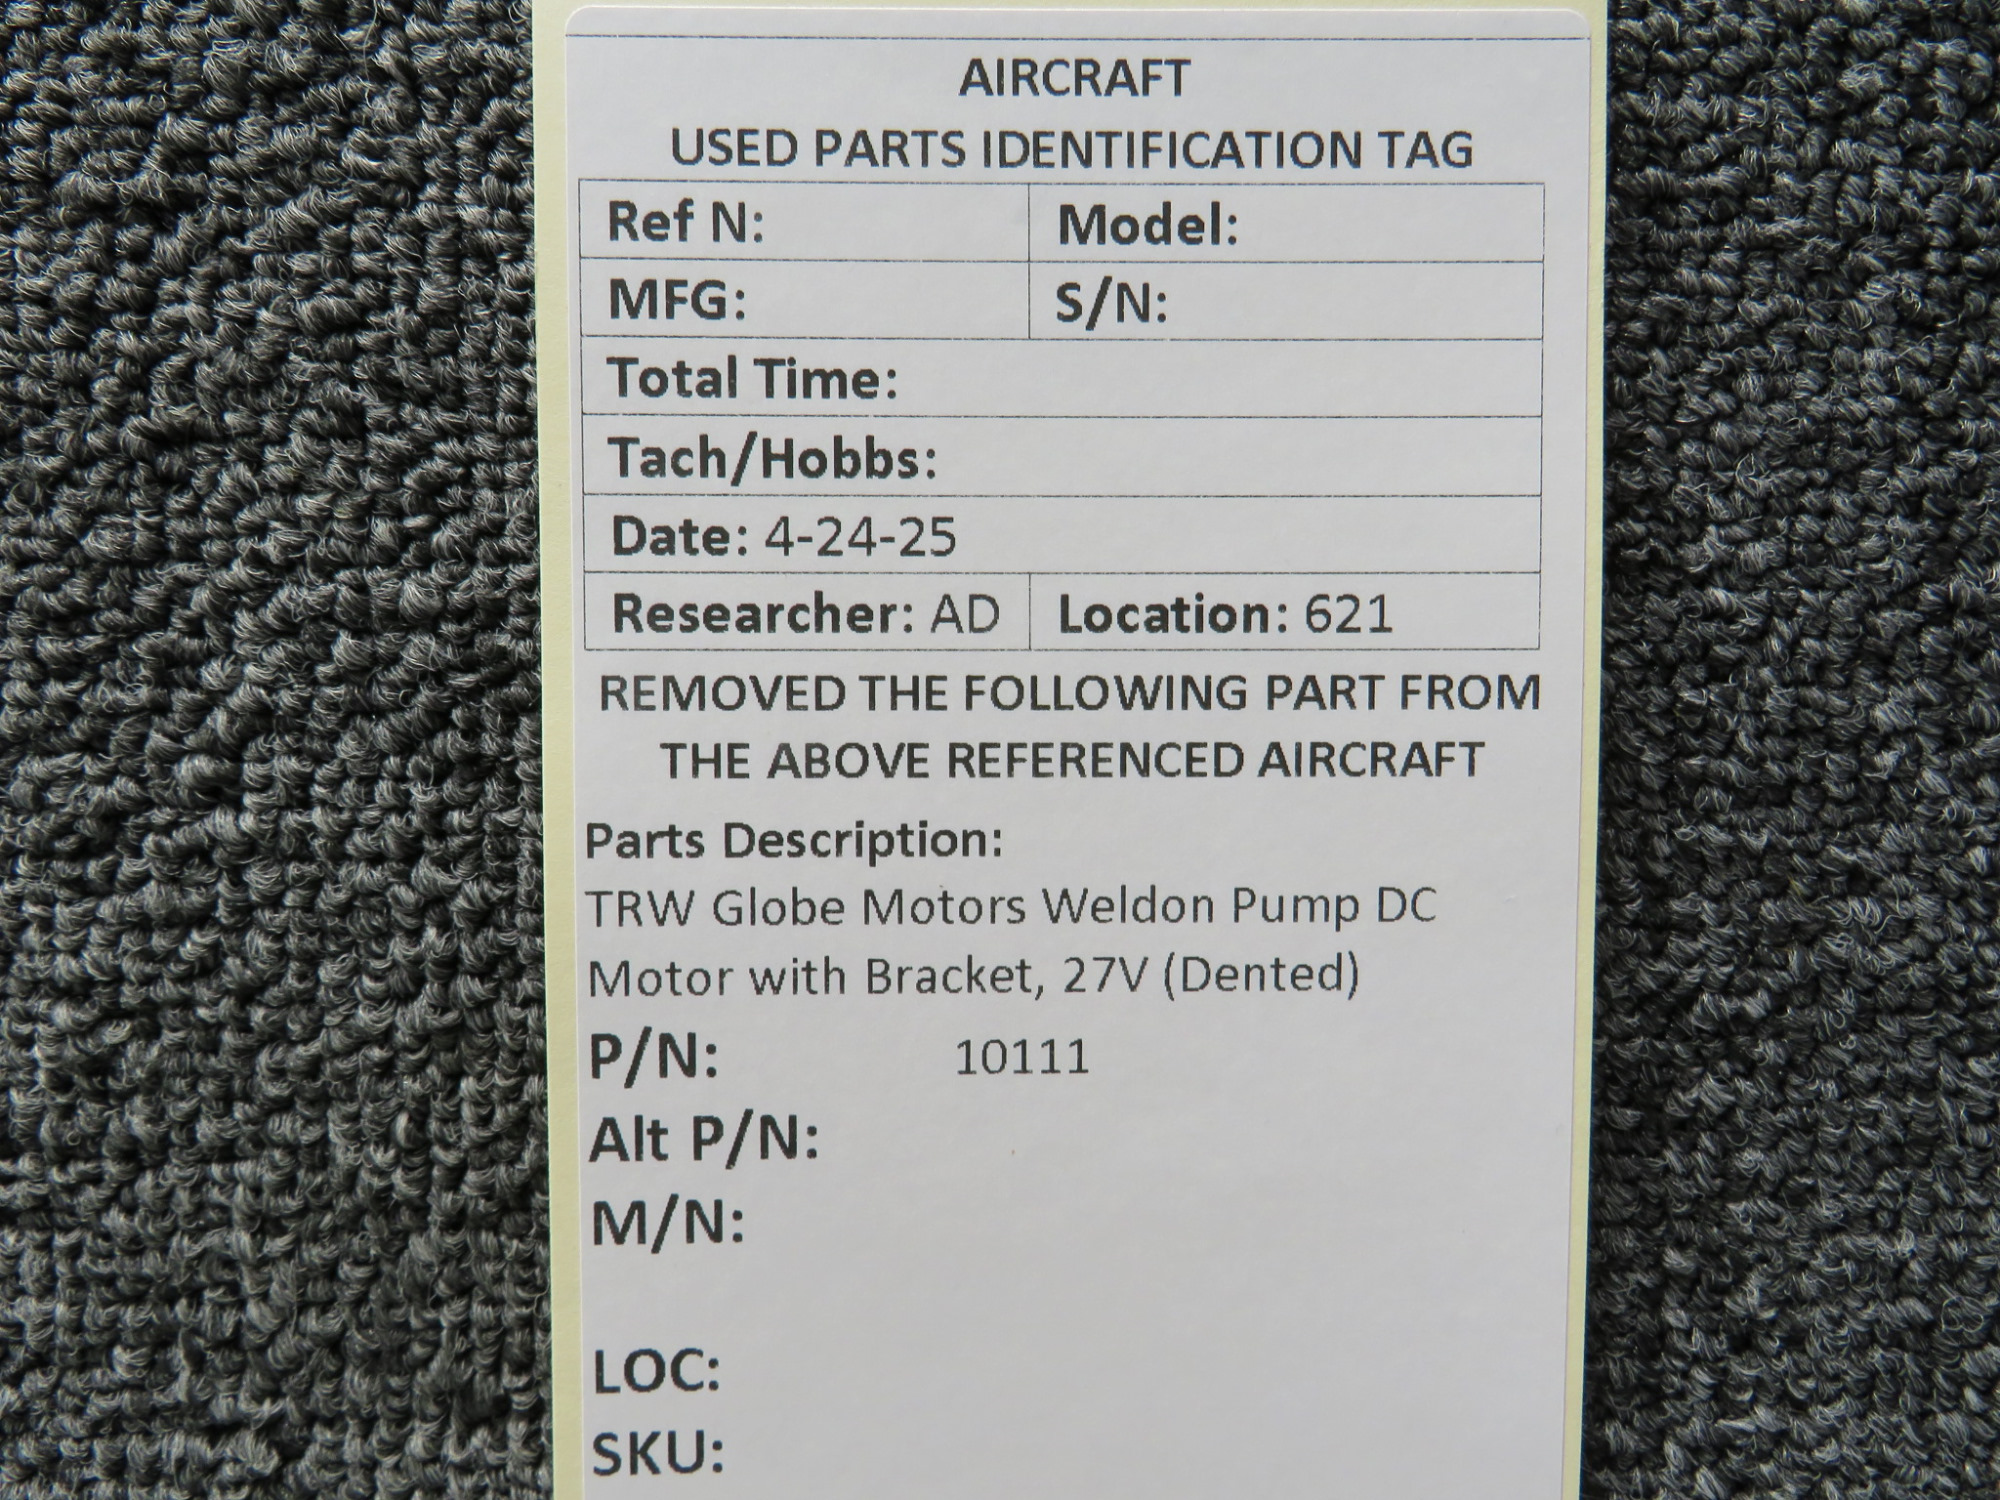 AIRCRAFT
USED PARTS IDENTIFICATION TAG
Ref N: Model:
MFG: S/N:
Total Time:
Tach/Hobbs:
Date: 4-24-25
Researcher: AD Location: 621
REMOVED THE FOLLOWING PART FROM
THE ABOVE REFERENCED AIRCRAFT
Parts Description:
TRW Globe Motors Weldon Pump DC
Motor with Bracket, 27V (Dented)
P/N: 10111
Alt P/N:
M/N:
LOC:
SKU: